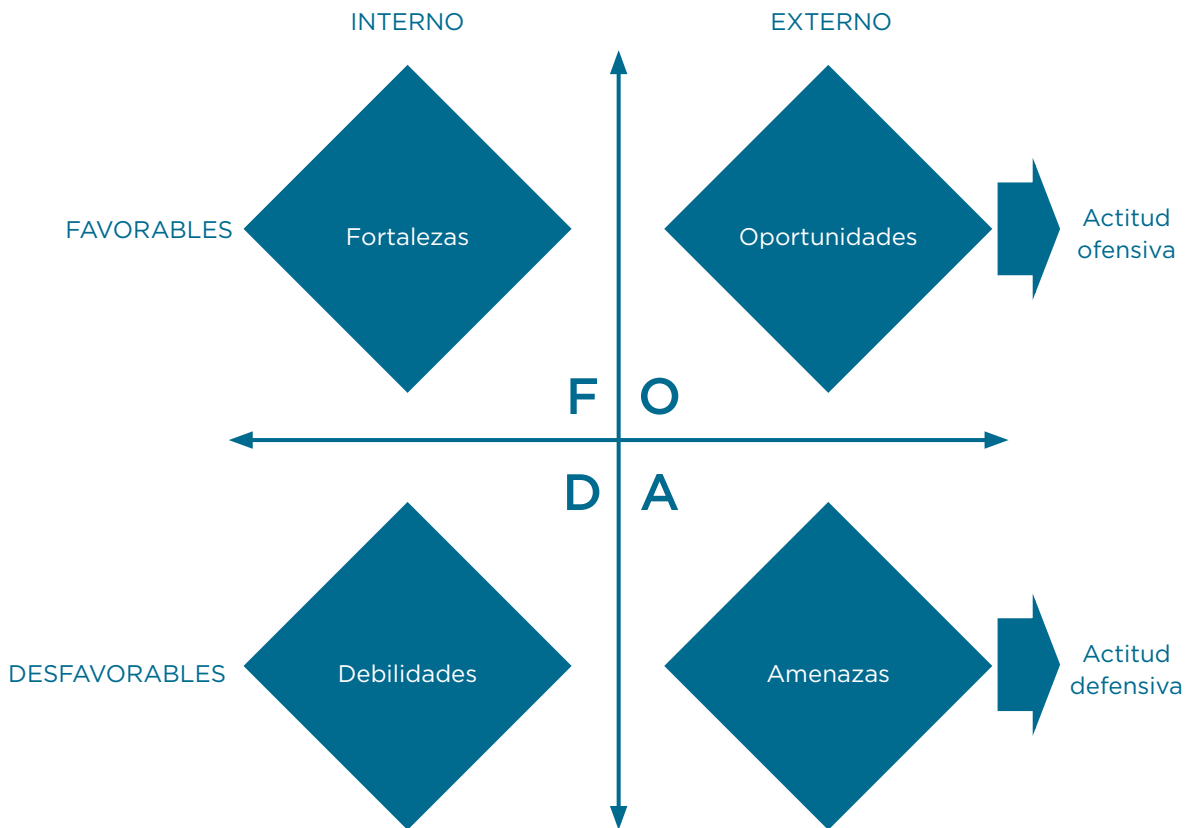 INTERNO
EXTERNO
FAVORABLES
Fortalezas
Oportunidades
Actitud
ofensiva
F
O
D
A
DESFAVORABLES
Debilidades
Amenazas
Actitud
defensiva